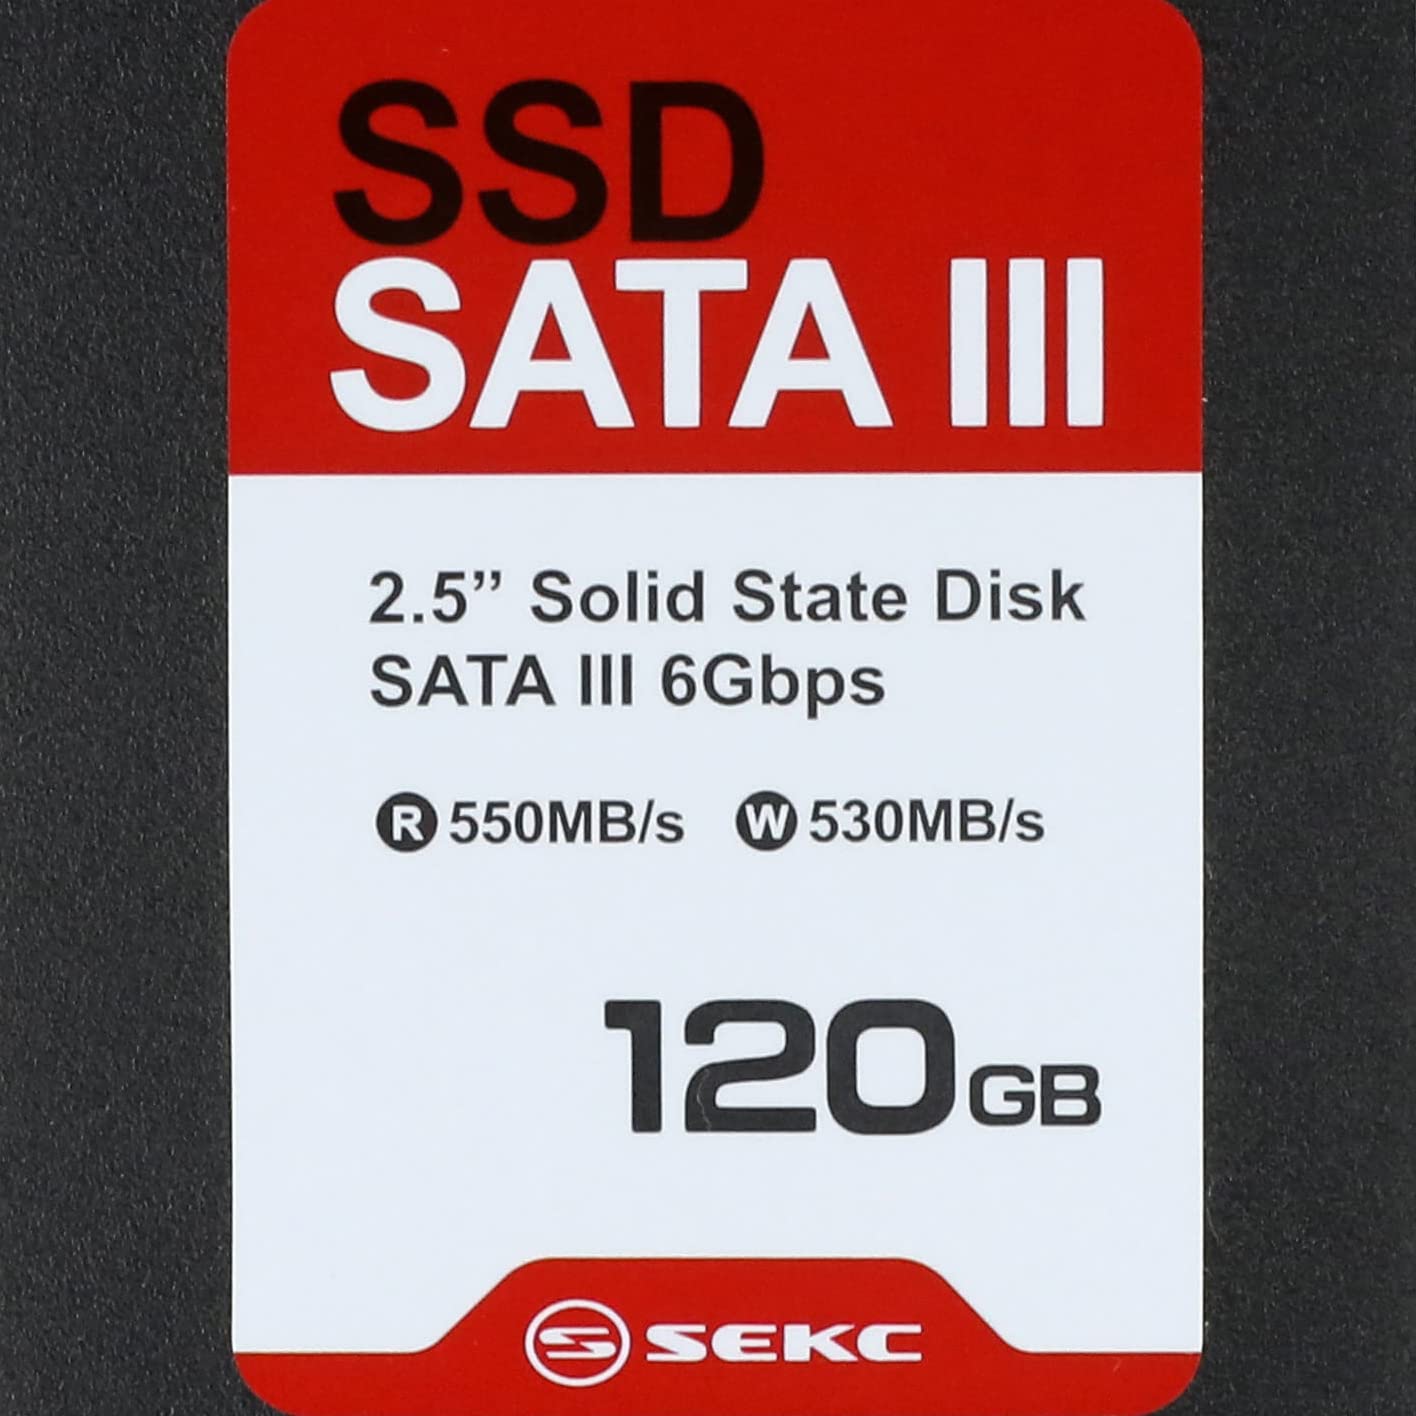 SSD
SATA III
2.5” Solid State Disk
SATA III 6Gbps
R 550MB/s W 530MB/s
120GB
S SEKC